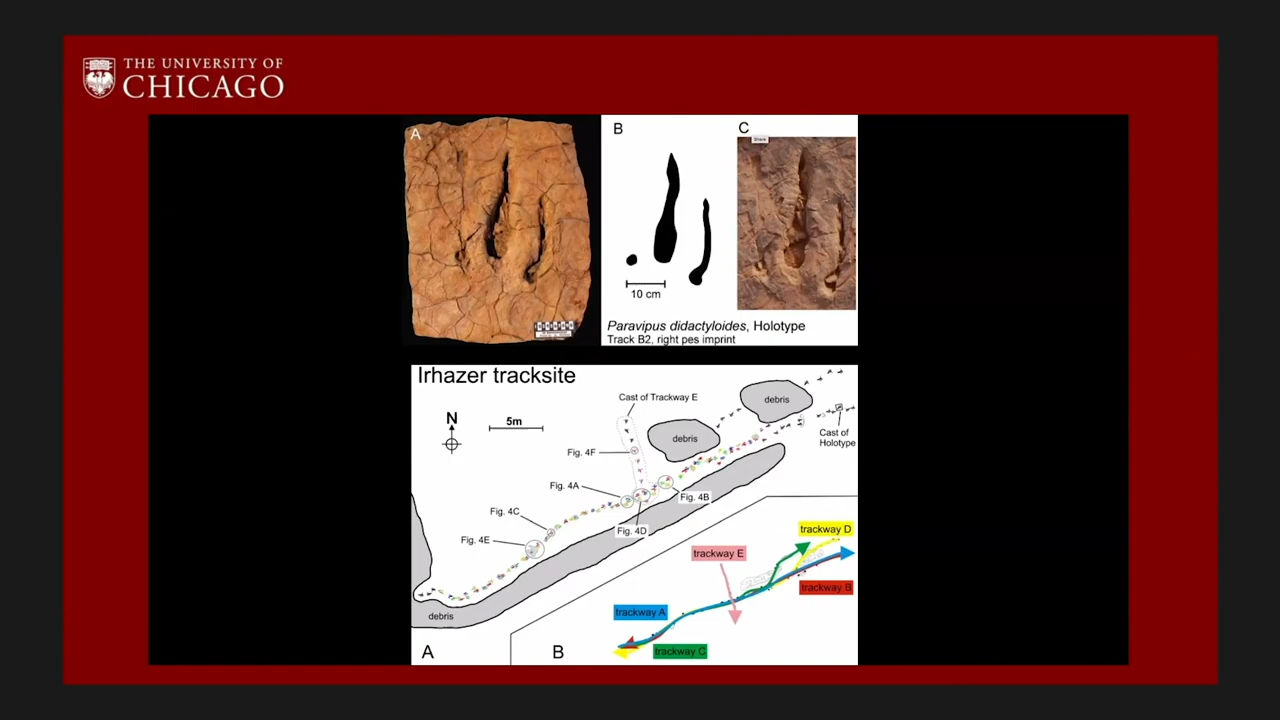 THE UNIVERSITY OF
CHICAGO
A
B
C
Share
10 cm
Paravipus didactyloides, Holotype
Track B2, right pes imprint
Irhazer tracksite
Cast of Trackway E
debris
N
5m
debris
Cast of
Holotype
Fig. 4F
Fig. 4A
Fig. 4B
Fig. 4C
Fig. 4D
trackway D
Fig. 4E
trackway E
trackway B
trackway A
debris
trackway C
A
B